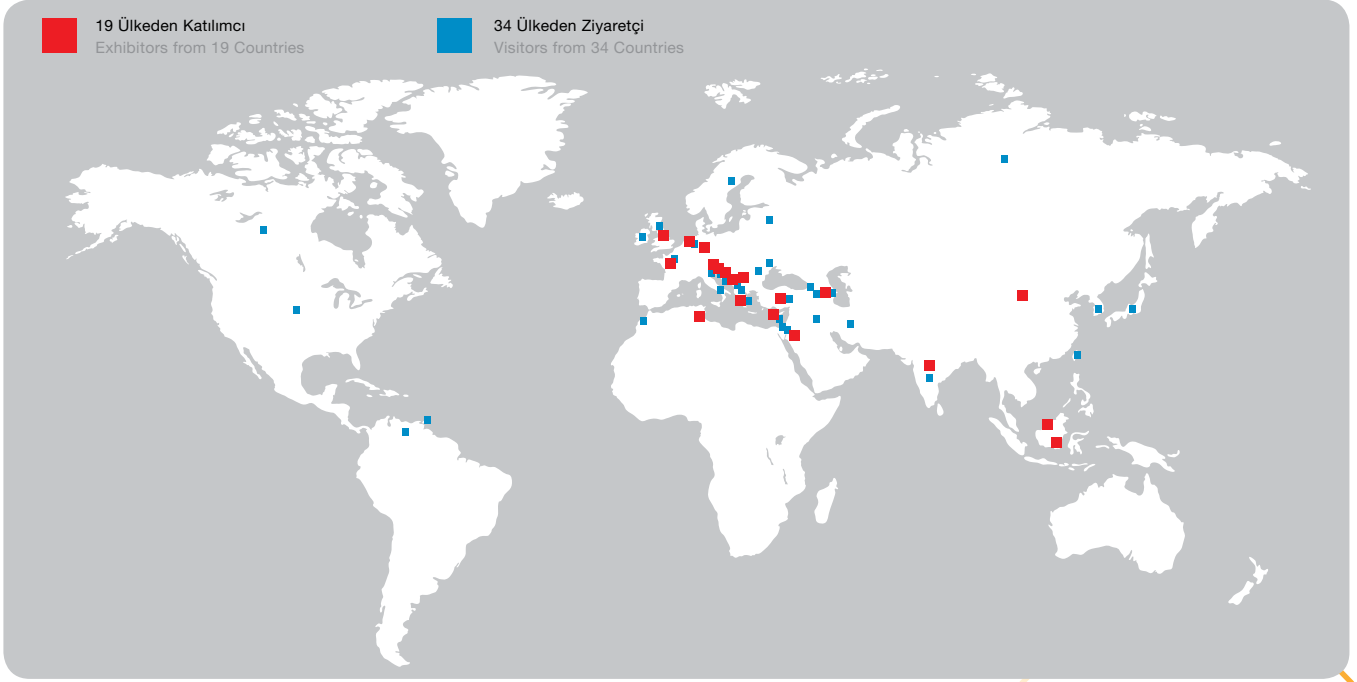 19 Ülkeden Katılımcı
Exhibitors from 19 Countries
34 Ülkeden Ziyaretçi
Visitors from 34 Countries